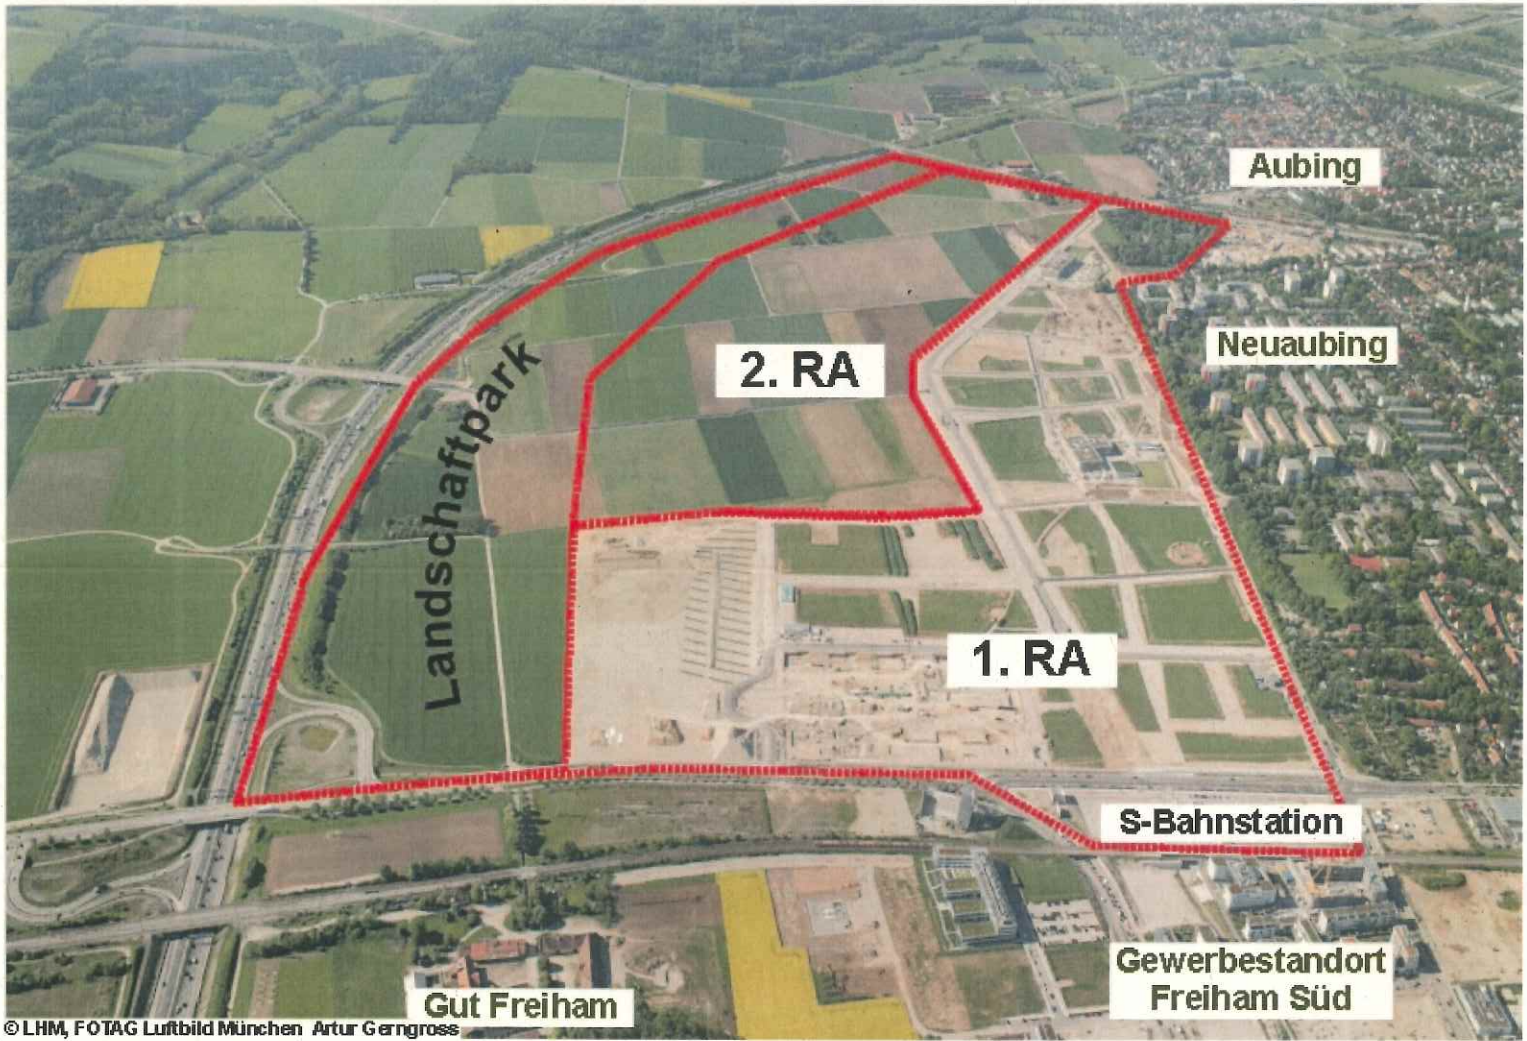 Aubing
Neuaubing
2. RA
Landschaftpark
1. RA
S-Bahnstation
Gewerbestandort
Freiham Süd
Gut Freiham
© LHM, FOTAG Luftbild München Artur Gerngross